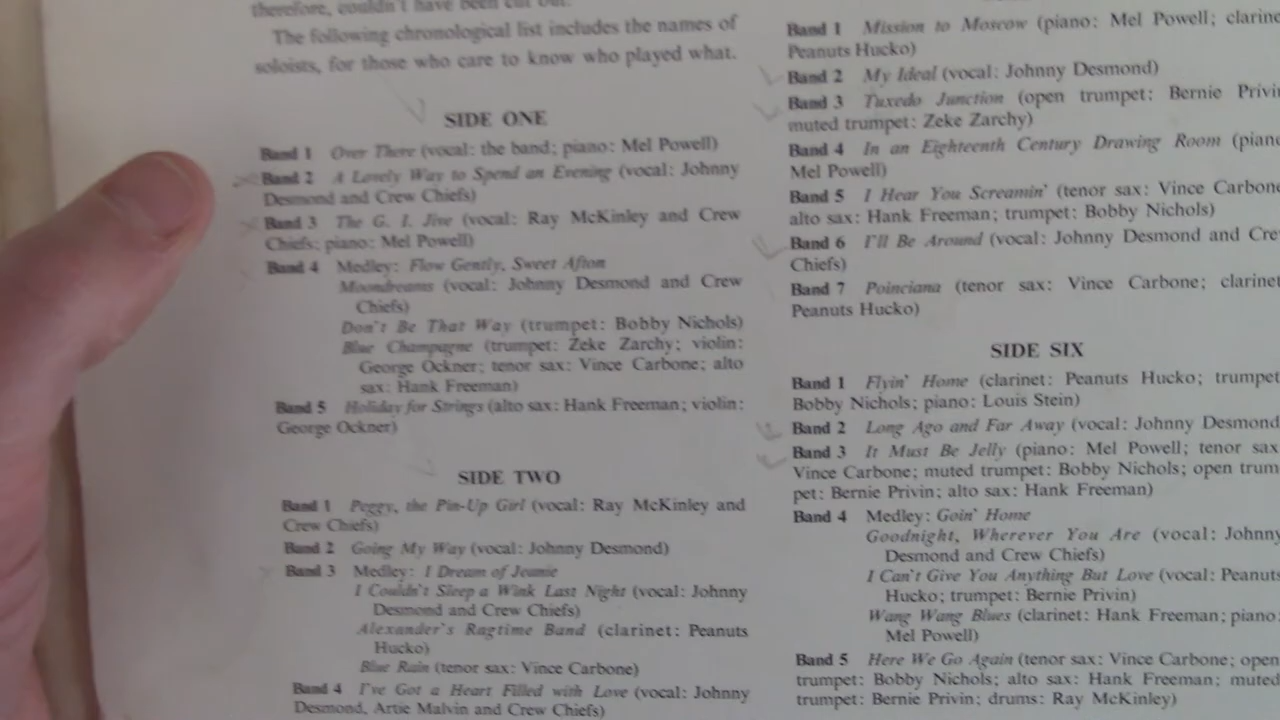 therefore, couldn't have been cut out.
The following chronological list includes the names of
soloists, for those who care to know who played what.
SIDE ONE
Band 1 Over There (vocal: the band; piano: Mel Powell)
Band 2 A Lovely Way to Spend an Evening (vocal: Johnny
Desmond and Crew Chiefs)
Band 3 The G. I. Jive (vocal: Ray McKinley and Crew
Chiefs; piano: Mel Powell)
Band 4 Medley: Flow Gently, Sweet Afton
Moondreams (vocal: Johnny Desmond and Crew
Chiefs)
Don't Be That Way (trumpet: Bobby Nichols)
Blue Champagne (trumpet: Zeke Zarchy; violin:
George Ockner; tenor sax: Vince Carbone; alto
sax: Hank Freeman)
Band 5 Holiday for Strings (alto sax: Hank Freeman; violin:
George Ockner)
SIDE TWO
Band 1 Peggy, the Pin-Up Girl (vocal: Ray McKinley and
Crew Chiefs)
Band 2 Going My Way (vocal: Johnny Desmond)
Band 3 Medley: I Dream of Jeanie
I Couldn't Sleep a Wink Last Night (vocal: Johnny
Desmond and Crew Chiefs)
Alexander's Ragtime Band (clarinet: Peanuts
Hucko)
Blue Rain (tenor sax: Vince Carbone)
Band 4 I've Got a Heart Filled with Love (vocal: Johnny
Desmond, Artie Malvin and Crew Chiefs)
Band 1 Mission to Moscow (piano: Mel Powell; clarine
Peanuts Hucko)
Band 2 My Ideal (vocal: Johnny Desmond)
Band 3 Tuxedo Junction (open trumpet: Bernie Privi
muted trumpet: Zeke Zarchy)
Band 4 In an Eighteenth Century Drawing Room (pian
Mel Powell)
Band 5 I Hear You Screamin' (tenor sax: Vince Carbon
alto sax: Hank Freeman; trumpet: Bobby Nichols)
Band 6 I'll Be Around (vocal: Johnny Desmond and Cre
Chiefs)
Band 7 Poinciana (tenor sax: Vince Carbone; clarinet
Peanuts Hucko)
SIDE SIX
Band 1 Flyin' Home (clarinet: Peanuts Hucko; trumpet
Bobby Nichols; piano: Louis Stein)
Band 2 Long Ago and Far Away (vocal: Johnny Desmond
Band 3 It Must Be Jelly (piano: Mel Powell; tenor sax
Vince Carbone; muted trumpet: Bobby Nichols; open trum
pet: Bernie Privin; alto sax: Hank Freeman)
Band 4 Medley: Goin' Home
Goodnight, Wherever You Are (vocal: Johnny
Desmond and Crew Chiefs)
I Can't Give You Anything But Love (vocal: Peanuts
Hucko; trumpet: Bernie Privin)
Wang Wang Blues (clarinet: Hank Freeman; piano:
Mel Powell)
Band 5 Here We Go Again (tenor sax: Vince Carbone; open
trumpet: Bobby Nichols; alto sax: Hank Freeman; muted
trumpet: Bernie Privin; drums: Ray McKinley)